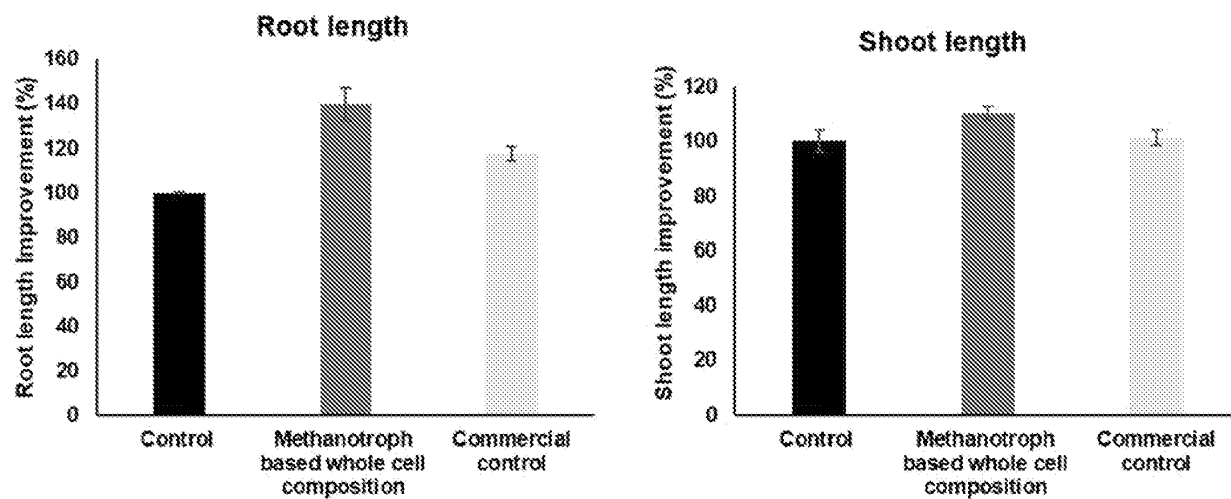 Root length
Root length Improvement (%)
160
140
120
100
80
60
40
20
0
Control
Methanotroph
based whole cell
composition
Commercial
control
Shoot length
Shoot length improvement (%)
120
100
80
60
40
20
0
Control
Methanotroph
based whole cell
composition
Commercial
control